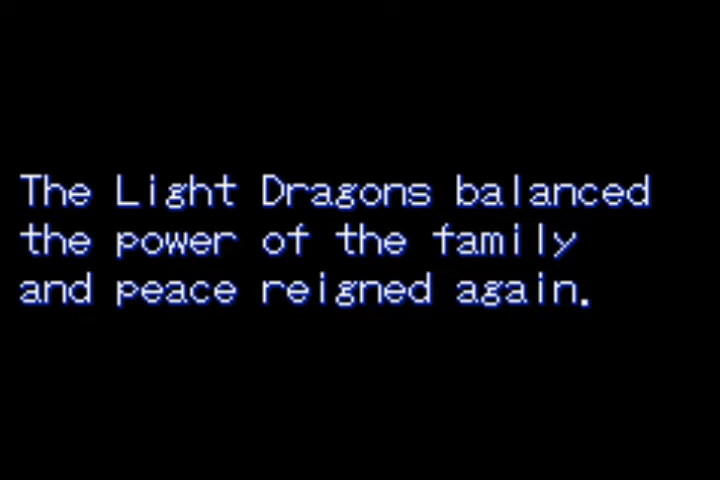 The Light Dragons balanced
the power of the family
and peace reigned again.